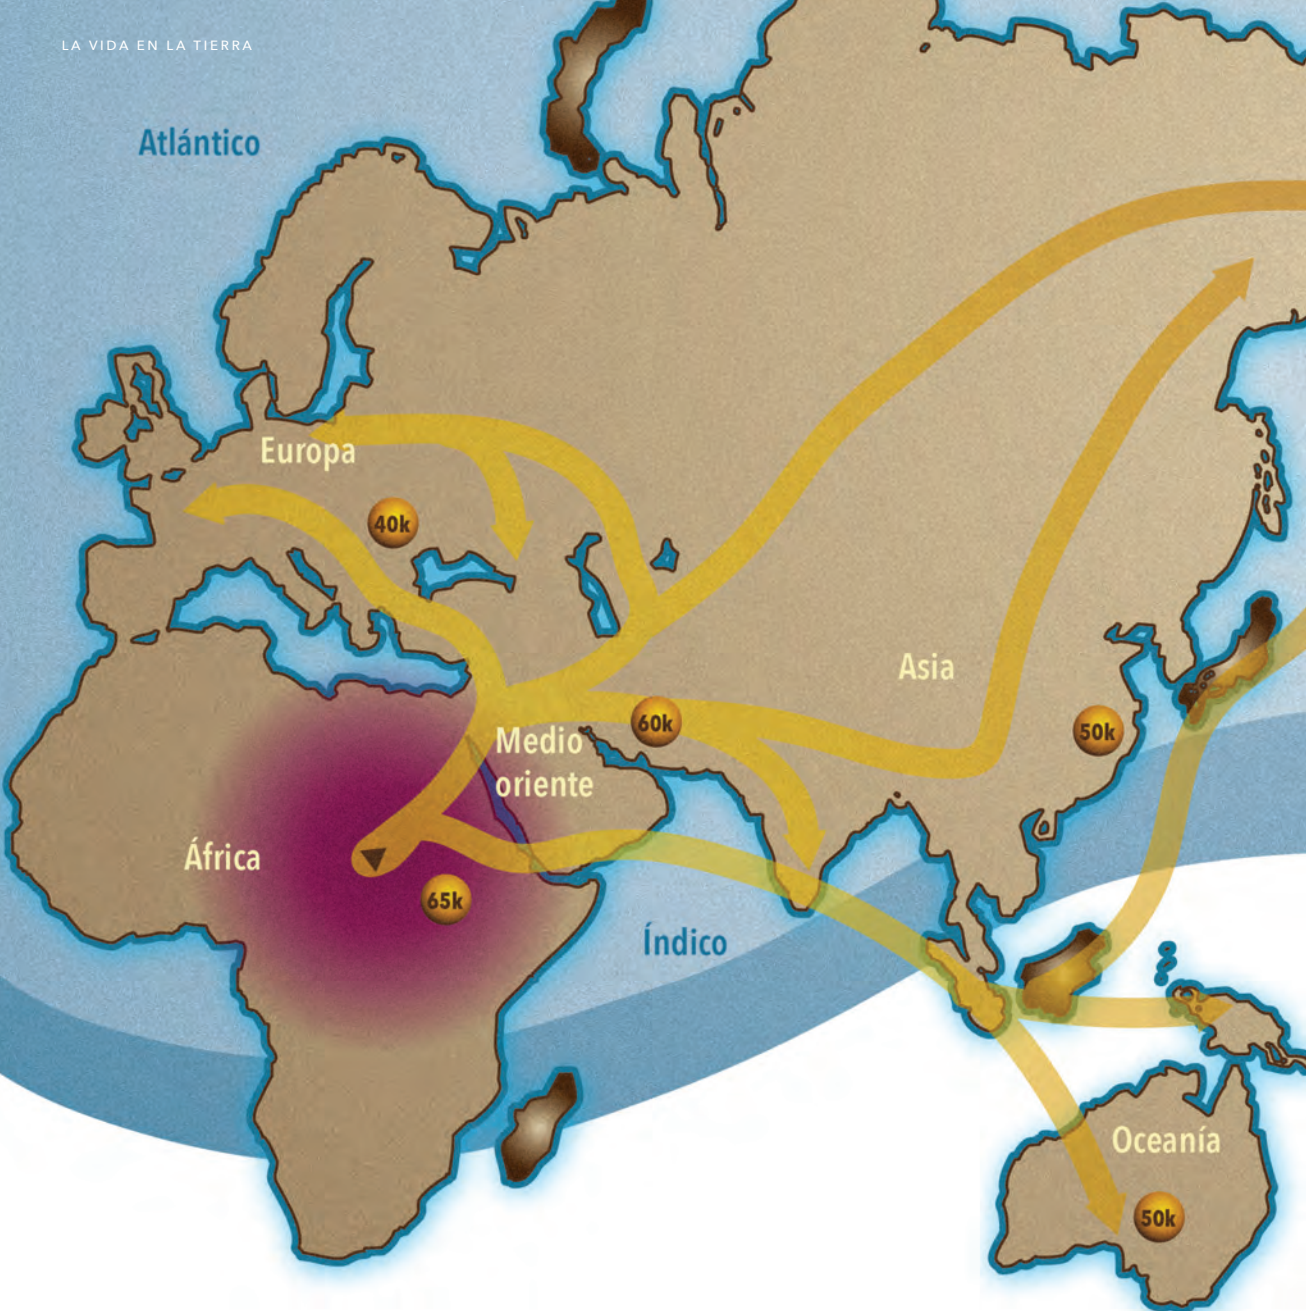 LA VIDA EN LA TIERRA
Atlántico
Europa
40k
Asia
60k
50k
Medio
oriente
África
65k
Índico
Oceanía
50k